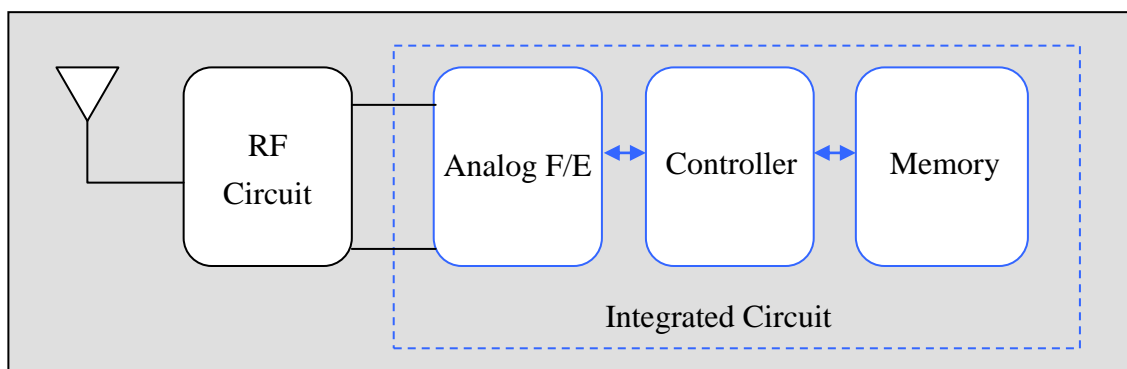 RF
Circuit
Analog F/E
Controller
Memory
Integrated Circuit